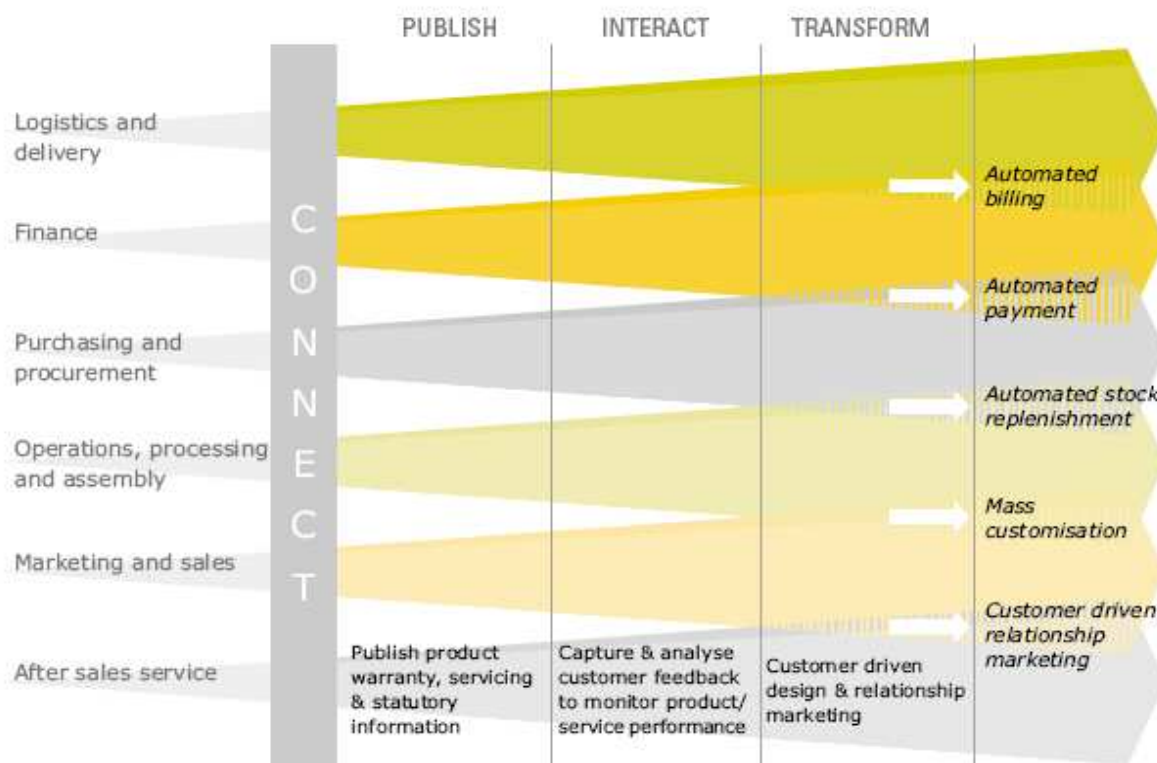 PUBLISH
INTERACT
TRANSFORM
CONNECT
Logistics and
delivery
Finance
Purchasing and
procurement
Operations, processing
and assembly
Marketing and sales
After sales service
Automated
billing
Automated
payment
Automated stock
replenishment
Mass
customisation
Customer driven
relationship
marketing
Publish product
warranty, servicing
& statutory
information
Capture & analyse
customer feedback
to monitor product/
service performance
Customer driven
design & relationship
marketing